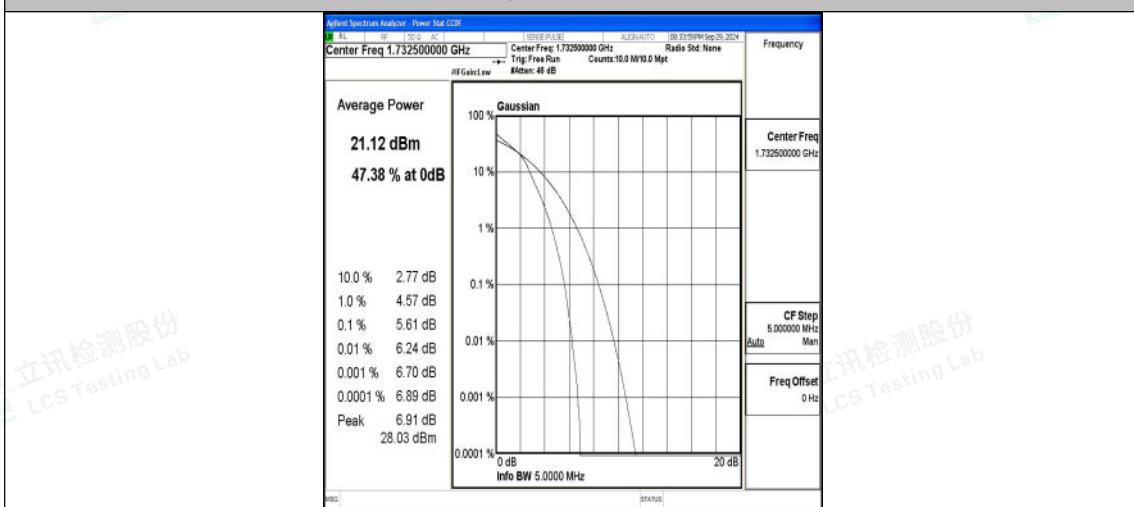 Agilent Spectrum Analyzer - Power Stat CCDF
RL RF 50 Ω AC SENSE:PULSE ALIGNAUTO 08:33:59PM Sep 29, 2024
Center Freq 1.732500000 GHz
Center Freq: 1.732500000 GHz Radio Std: None
Trig: Free Run Counts:10.0 M/10.0 Mpt
#IFGain:Low #Atten: 46 dB
Frequency
Average Power
21.12 dBm
47.38 % at 0dB
10.0 % 2.77 dB
1.0 % 4.57 dB
0.1 % 5.61 dB
0.01 % 6.24 dB
0.001 % 6.70 dB
0.0001 % 6.89 dB
Peak 6.91 dB
28.03 dBm
Gaussian
100 %
10 %
1 %
0.1 %
0.01 %
0.001 %
0.0001 %
0 dB 20 dB
Info BW 5.0000 MHz
Center Freq
1.732500000 GHz
CF Step
5.000000 MHz
Auto Man
Freq Offset
0 Hz
MSG STATUS
立讯检测股份
LCS Testing Lab
立讯检测股份
LCS Testing Lab